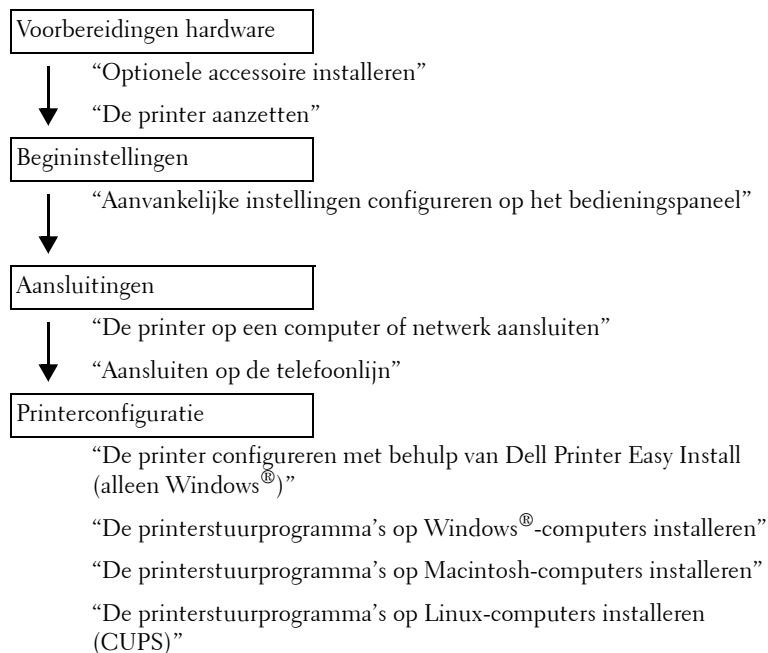 Voorbereidingen hardware
“Optionele accessoire installeren”
“De printer aanzetten”
Begininstellingen
“Aanvankelijke instellingen configureren op het bedieningspaneel”
Aansluitingen
“De printer op een computer of netwerk aansluiten”
“Aansluiten op de telefoonlijn”
Printerconfiguratie
“De printer configureren met behulp van Dell Printer Easy Install
(alleen Windows®)”
“De printerstuurprogramma’s op Windows®-computers installeren”
“De printerstuurprogramma’s op Macintosh-computers installeren”
“De printerstuurprogramma’s op Linux-computers installeren
(CUPS)”